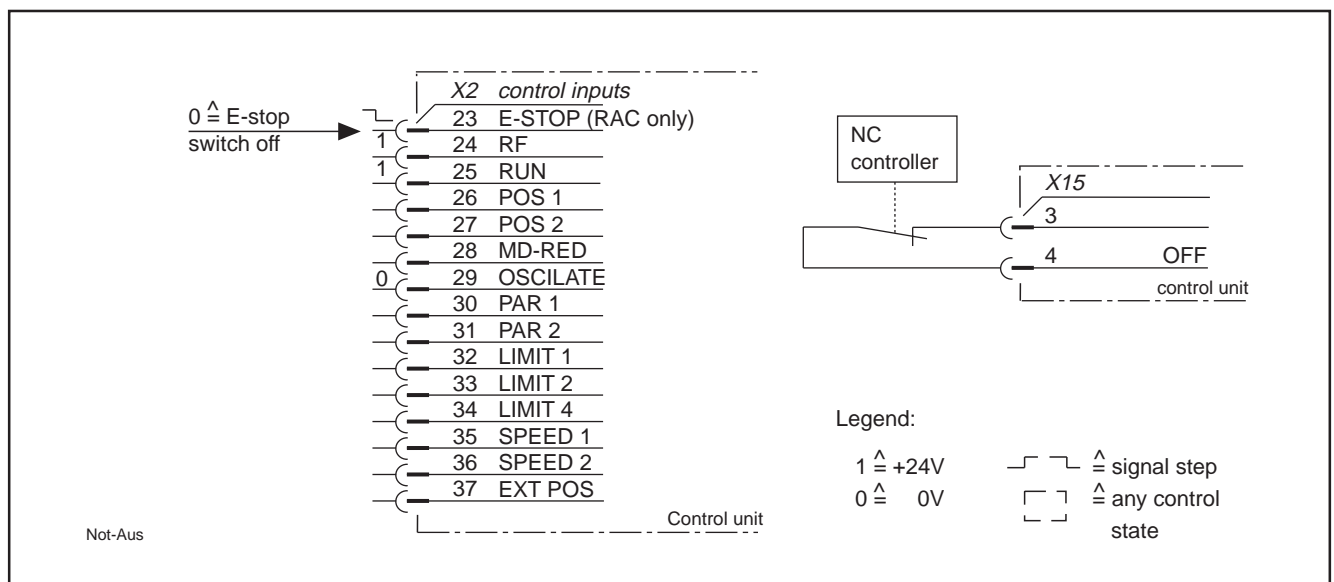 0 ≙ E-stop
switch off
X2 control inputs
23 E-STOP (RAC only)
1 24 RF
1 25 RUN
26 POS 1
27 POS 2
28 MD-RED
0 29 OSCILATE
30 PAR 1
31 PAR 2
32 LIMIT 1
33 LIMIT 2
34 LIMIT 4
35 SPEED 1
36 SPEED 2
37 EXT POS
Control unit
Not-Aus
NC
controller
X15
3
4 OFF
control unit
Legend:
1 ≙ +24V
0 ≙ 0V
≙ signal step
≙ any control
state